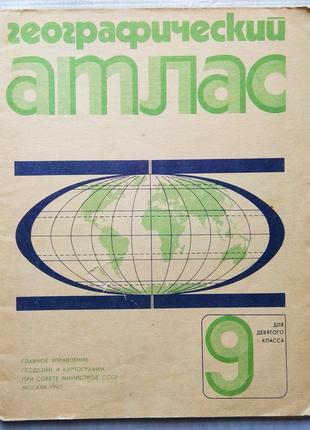 географический
атлас
ГЛАВНОЕ УПРАВЛЕНИЕ
ГЕОДЕЗИИ И КАРТОГРАФИИ
ПРИ СОВЕТЕ МИНИСТРОВ СССР
МОСКВА
9
ДЛЯ
ДЕВЯТОГО
КЛАССА